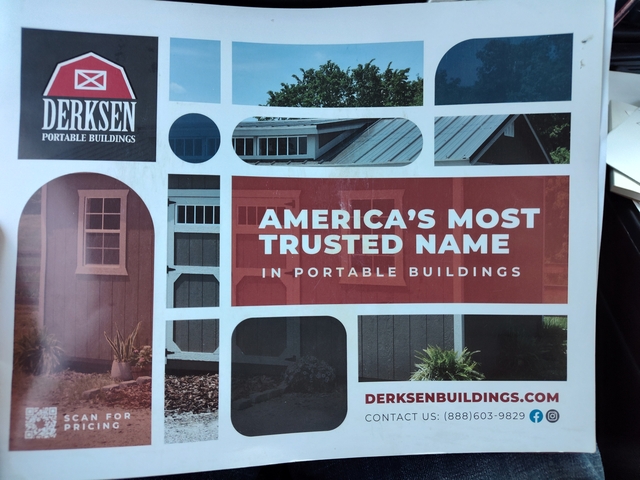 DERKSEN
PORTABLE BUILDINGS
AMERICA'S MOST
TRUSTED NAME
IN PORTABLE BUILDINGS
SCAN FOR
PRICING
DERKSENBUILDINGS.COM
CONTACT US: (888)603-9829